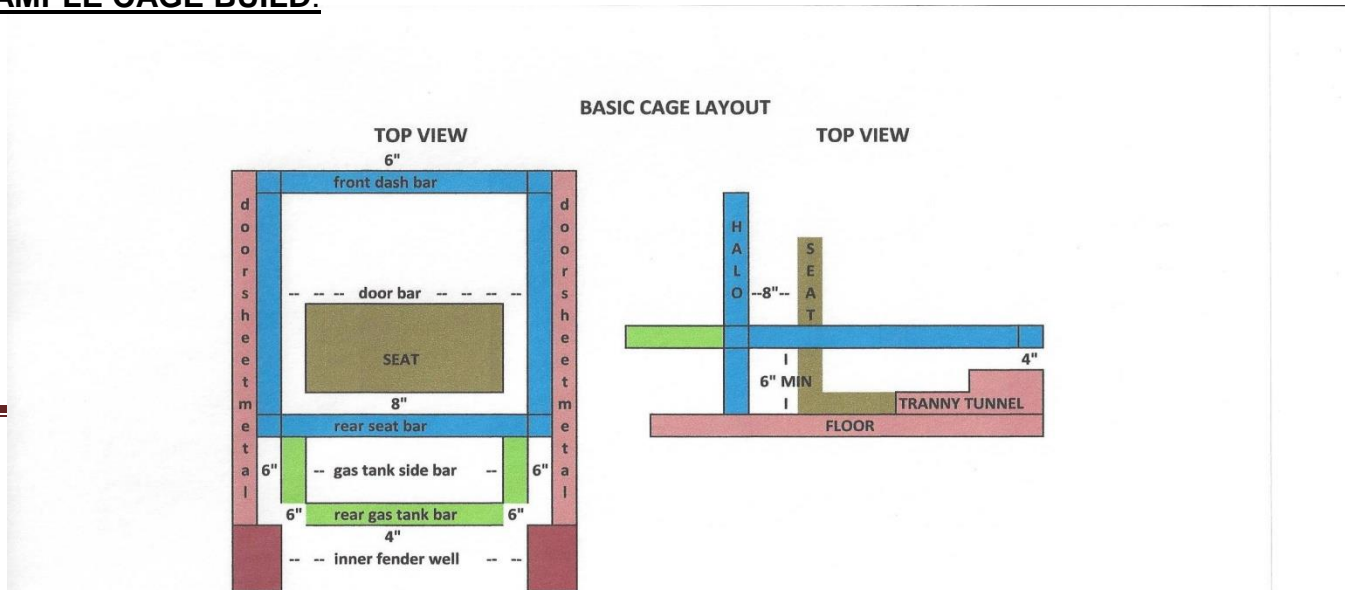 AMPLE CAGE BUILD:
BASIC CAGE LAYOUT
TOP VIEW
6"
front dash bar
door sheet metal
door sheet metal
-- -- -- door bar -- -- -- --
SEAT
8"
rear seat bar
6"
-- gas tank side bar --
6"
6"
rear gas tank bar
6"
4"
-- -- inner fender well -- --
TOP VIEW
HALO
--8"--
SEAT
4"
I
6" MIN
I
TRANNY TUNNEL
FLOOR